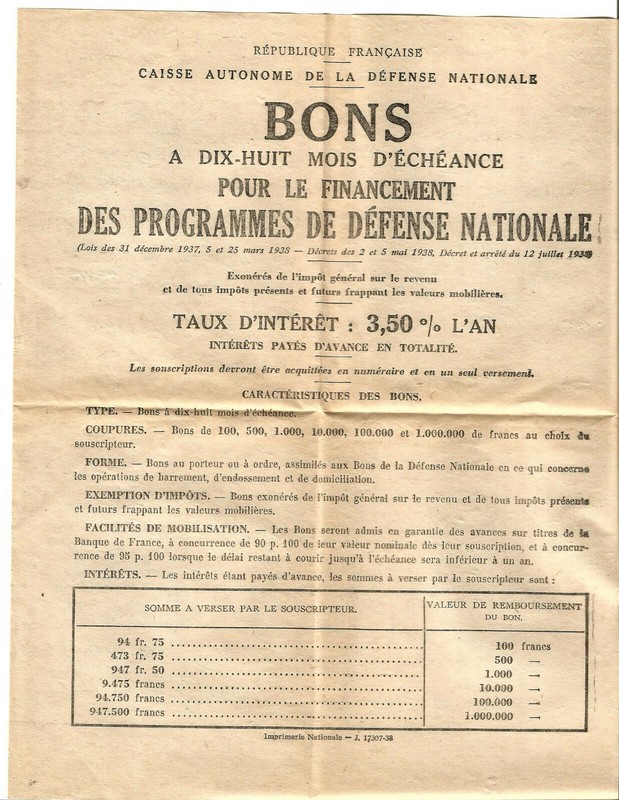 RÉPUBLIQUE FRANÇAISE
CAISSE AUTONOME DE LA DÉFENSE NATIONALE
BONS
A DIX-HUIT MOIS D'ÉCHÉANCE
POUR LE FINANCEMENT
DES PROGRAMMES DE DÉFENSE NATIONALE
(Lois des 31 décembre 1937, 5 et 25 mars 1938 — Décrets des 2 et 5 mai 1938, Décret et arrêté du 12 juillet 1938)
Exonérés de l'impôt général sur le revenu
et de tous impôts présents et futurs frappant les valeurs mobilières.
TAUX D'INTÉRÊT : 3,50 % L'AN
INTÉRÊTS PAYÉS D'AVANCE EN TOTALITÉ.
Les souscriptions devront être acquittées en numéraire et en un seul versement.
CARACTÉRISTIQUES DES BONS.
TYPE. — Bons à dix-huit mois d'échéance.
COUPURES. — Bons de 100, 500, 1.000, 10.000, 100.000 et 1.000.000 de francs au choix du
souscripteur.
FORME. — Bons au porteur ou à ordre, assimilés aux Bons de la Défense Nationale en ce qui concerne
les opérations de barrement, d'endossement et de domiciliation.
EXEMPTION D'IMPÔTS. — Bons exonérés de l'impôt général sur le revenu et de tous impôts présents
et futurs frappant les valeurs mobilières.
FACILITÉS DE MOBILISATION. — Les Bons seront admis en garantie des avances sur titres de la
Banque de France, à concurrence de 90 p. 100 de leur valeur nominale dès leur souscription, et à concur-
rence de 95 p. 100 lorsque le délai restant à courir jusqu'à l'échéance sera inférieur à un an.
INTÉRÊTS. — Les intérêts étant payés d'avance, les sommes à verser par le souscripteur sont :
SOMME A VERSER PAR LE SOUSCRIPTEUR. VALEUR DE REMBOURSEMENT
DU BON.
94 fr. 75 ........ 100 francs
473 fr. 75 ........ 500 —
947 fr. 50 ........ 1.000 —
9.475 francs ........ 10.000 —
94.750 francs ........ 100.000 —
947.500 francs ........ 1.000.000 —
Imprimerie Nationale — J. 17307-38